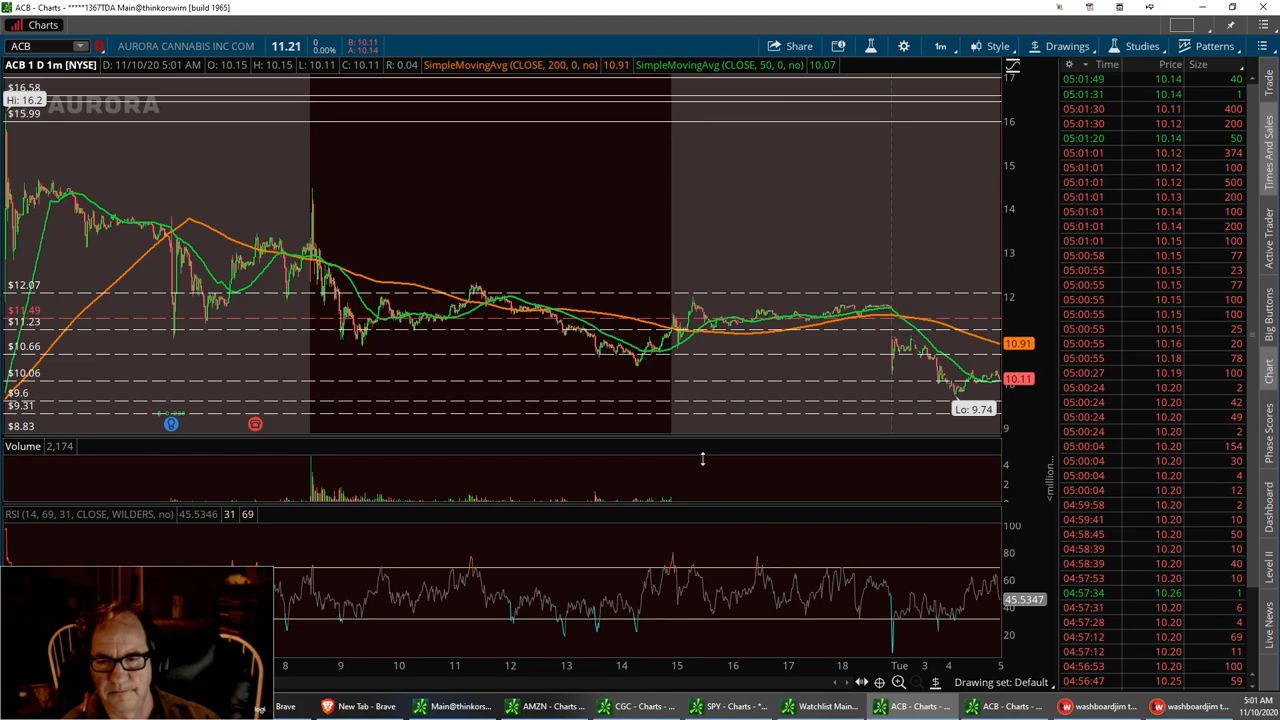 ACB - Charts - *****1367TDA Main@thinkorswim [build 1965]
Charts
ACB AURORA CANNABIS INC COM 11.21 0 0.00% B: 10.11 A: 10.14 Share 1m Style Drawings Studies Patterns
ACB 1 D 1m [NYSE] D: 11/10/20 5:01 AM O: 10.15 H: 10.15 L: 10.11 C: 10.11 R: 0.04 SimpleMovingAvg (CLOSE, 200, 0, no) 10.91 SimpleMovingAvg (CLOSE, 50, 0, no) 10.07
Time Price Size
AURORA
$16.58
Hi: 16.2
$15.99
$12.07
$11.49
$11.23
$10.66
$10.06
$9.6
$9.31
$8.83
17
16
15
14
13
12
10.91
10.11
9
Lo: 9.74
Volume 2,174
4
2
<million...
RSI (14, 69, 31, CLOSE, WILDERS, no) 45.5346 31 69
100
80
60
45.5347
40
20
8 9 10 11 12 13 14 15 16 17 18 Tue 3 4 5
Drawing set: Default
05:01:49 10.14 40
05:01:31 10.14 1
05:01:30 10.11 400
05:01:30 10.12 200
05:01:20 10.14 50
05:01:01 10.12 374
05:01:01 10.12 100
05:01:01 10.12 500
05:01:01 10.13 200
05:01:01 10.14 100
05:01:01 10.14 200
05:01:01 10.15 100
05:00:58 10.15 77
05:00:55 10.15 23
05:00:55 10.15 77
05:00:55 10.15 100
05:00:55 10.15 100
05:00:55 10.15 25
05:00:55 10.16 20
05:00:55 10.18 78
05:00:27 10.19 100
05:00:24 10.20 2
05:00:24 10.20 42
05:00:24 10.20 49
05:00:24 10.20 2
05:00:04 10.20 154
05:00:04 10.20 30
05:00:04 10.20 4
05:00:04 10.20 12
04:59:58 10.20 2
04:59:41 10.20 10
04:58:45 10.20 50
04:58:39 10.20 10
04:58:39 10.20 40
04:57:53 10.20 10
04:57:34 10.26 1
04:57:31 10.20 6
04:57:28 10.20 4
04:57:12 10.20 69
04:57:12 10.20 11
04:56:53 10.20 100
04:56:47 10.25 59
Trade
Times And Sales
Active Trader
Big Buttons
Chart
Phase Scores
Dashboard
Level II
Live News
logi
Brave New Tab - Brave Main@thinkors... AMZN - Charts ... CGC - Charts - ... SPY - Charts - *... Watchlist Main... ACB - Charts - ... ACB - Charts - ... washboardjim t... washboardjim t...
5:01 AM
11/10/2020